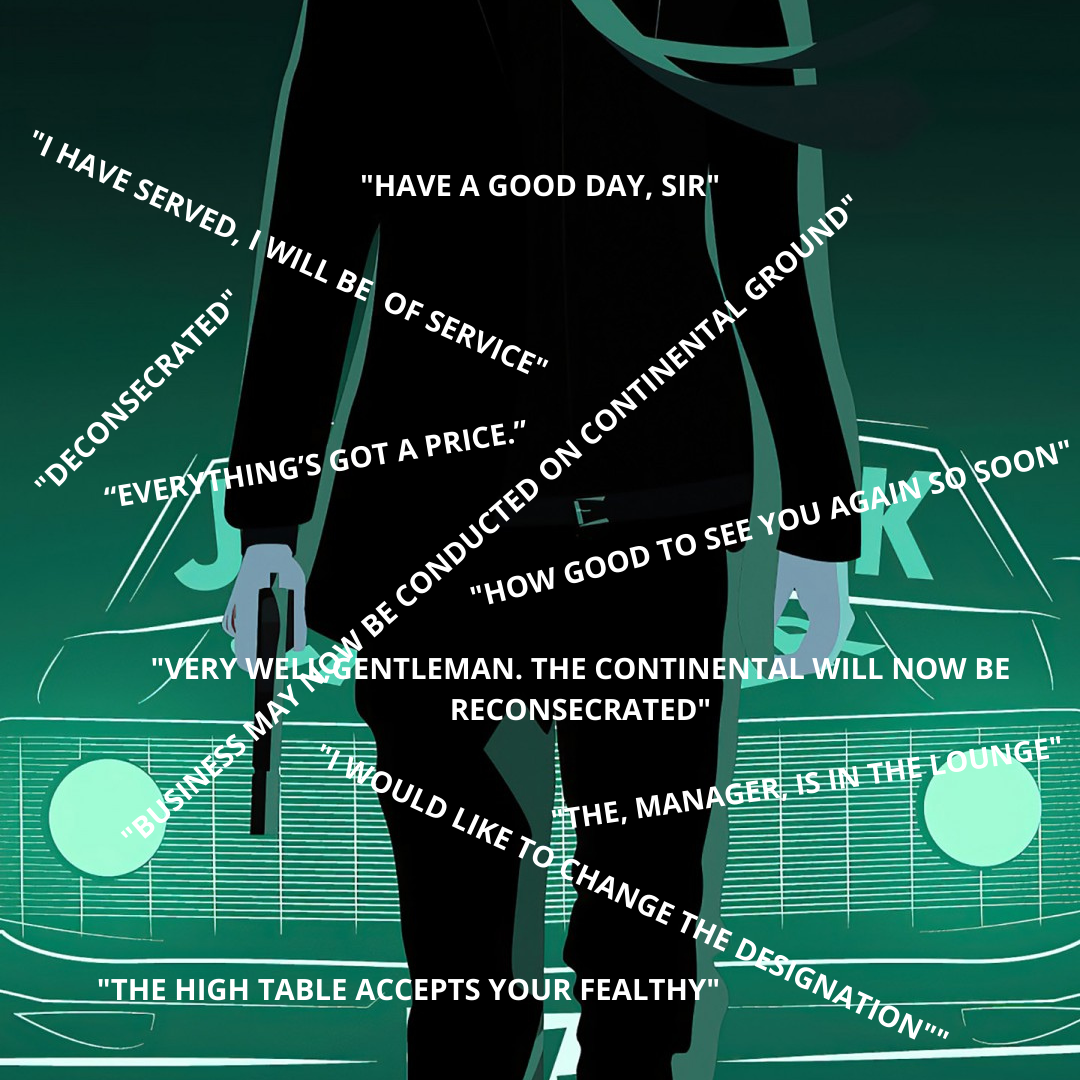 "I HAVE SERVED, I WILL BE OF SERVICE"
"HAVE A GOOD DAY, SIR"
"DECONSECRATED"
"BUSINESS MAY NOW BE CONDUCTED ON CONTINENTAL GROUND"
“EVERYTHING’S GOT A PRICE.”
"HOW GOOD TO SEE YOU AGAIN SO SOON"
J
K
"VERY WELL GENTLEMAN. THE CONTINENTAL WILL NOW BE
RECONSECRATED"
"I WOULD LIKE TO CHANGE THE DESIGNATION""
"THE, MANAGER, IS IN THE LOUNGE"
"THE HIGH TABLE ACCEPTS YOUR FEALTHY"
7